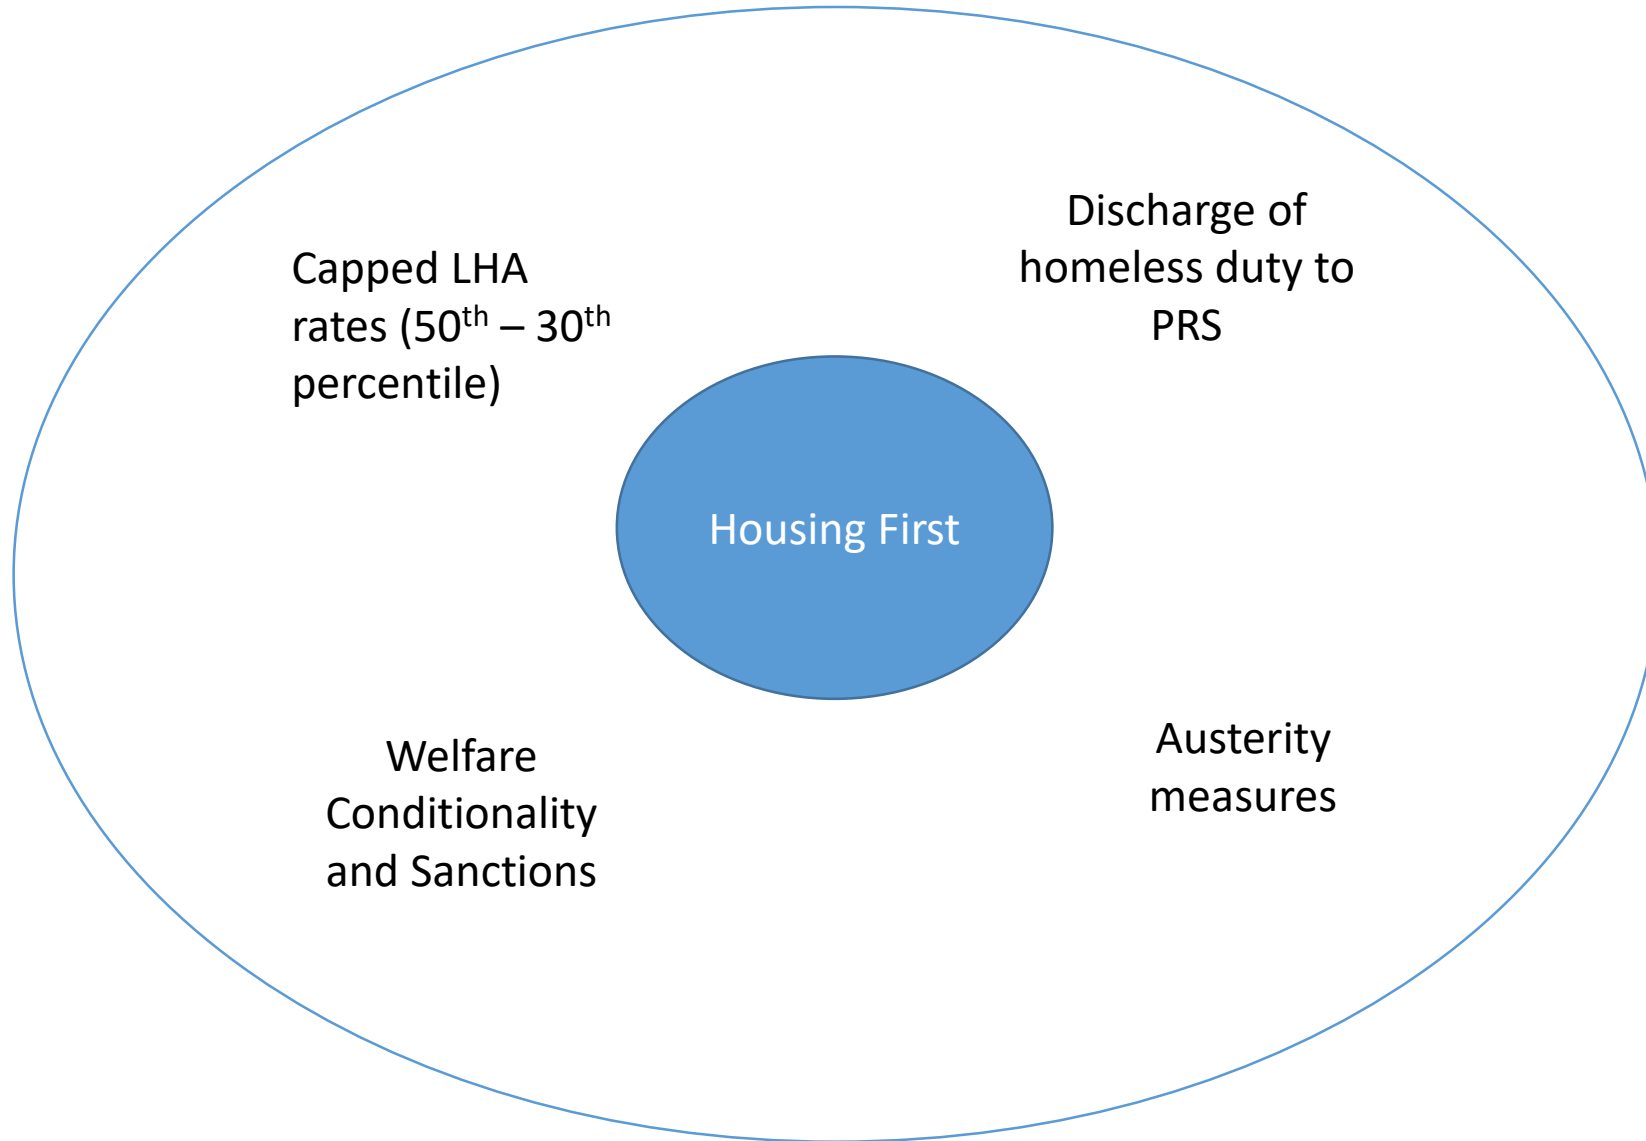 Capped LHA
rates (50th – 30th
percentile)
Discharge of
homeless duty to
PRS
Housing First
Welfare
Conditionality
and Sanctions
Austerity
measures